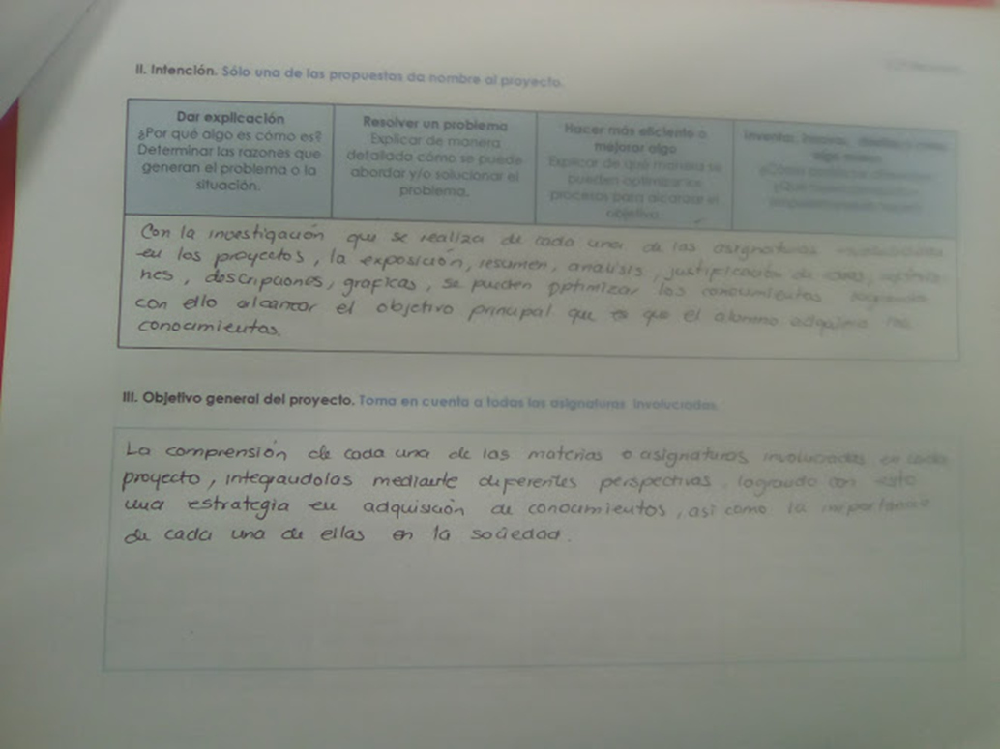 II. Intención. Sólo una de las propuestas da nombre al proyecto.
Dar explicación
¿Por qué algo es cómo es?
Determinar las razones que
generan el problema o la
situación.
Resolver un problema
Explicar de manera
detallada cómo se puede
abordar y/o solucionar el
problema.
Hacer más eficiente o
mejorar algo
Explicar de qué manera se
pueden optimizar los
procesos para alcanzar el
objetivo.
Inventar, innovar,
algo nuevo
Con la investigación que se realiza de cada una de las asignaturas involucradas
en los proyectos, la exposición, resumen, analisis, justificación de
nes, descripciones, graficas, se pueden optimizar los conocimientos logrando
con ello alcanzar el objetivo principal que es que el alumno adquiera
conocimientos.
III. Objetivo general del proyecto. Toma en cuenta a todas las asignaturas involucradas.
La comprensión de cada una de las materias o asignaturas involucradas en cada
proyecto, integrandolas mediante diferentes perspectivas, logrando con esto
una estrategia en adquisición de conocimientos, asi como la importancia
de cada una de ellas en la sociedad.